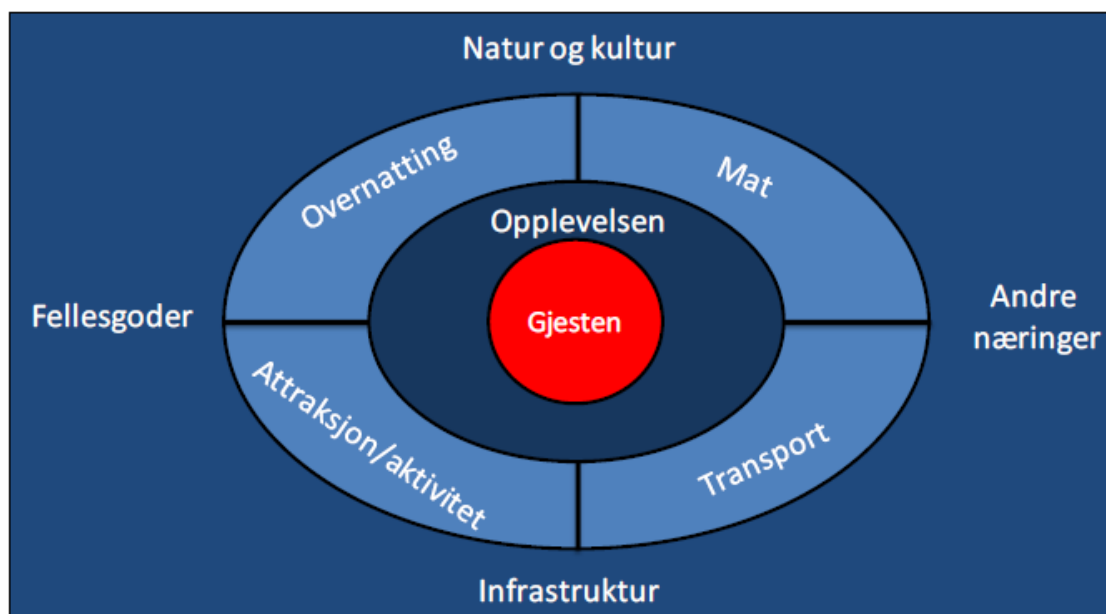 Natur og kultur
Overnatting
Mat
Opplevelsen
Fellesgoder
Gjesten
Andre
næringer
Attraksjon/aktivitet
Transport
Infrastruktur